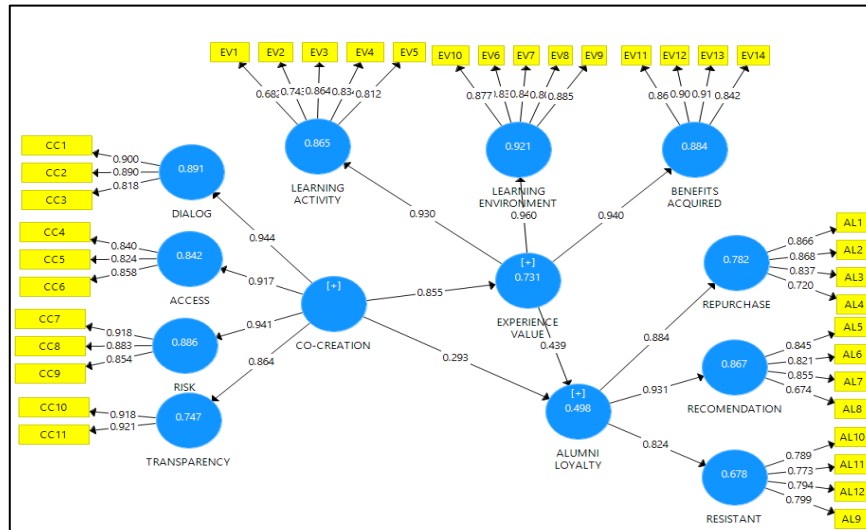 EV1 EV2 EV3 EV4 EV5 EV10 EV6 EV7 EV8 EV9 EV11 EV12 EV13 EV14
0.743 0.864 0.834 0.812 0.877 0.885 0.842
0.865
LEARNING
ACTIVITY
0.921
LEARNING
ENVIRONMENT
0.884
BENEFITS
ACQUIRED
CC1
CC2
CC3
0.900
0.890
0.818
0.891
DIALOG
CC4
CC5
CC6
0.840
0.824
0.858
0.842
ACCESS
CC7
CC8
CC9
0.918
0.883
0.854
0.886
RISK
CC10
CC11
0.918
0.921
0.747
TRANSPARENCY
0.944
0.917
0.941
0.864
[+]
CO-CREATION
0.930
0.960
0.940
0.855
[+]
0.731
EXPERIENCE
VALUE
0.439
0.293
[+]
0.498
ALUMNI
LOYALTY
0.884
0.931
0.824
0.782
REPURCHASE
0.866
0.868
0.837
0.720
AL1
AL2
AL3
AL4
0.867
RECOMENDATION
0.845
0.821
0.855
0.674
AL5
AL6
AL7
AL8
0.678
RESISTANT
0.789
0.773
0.794
0.799
AL10
AL11
AL12
AL9